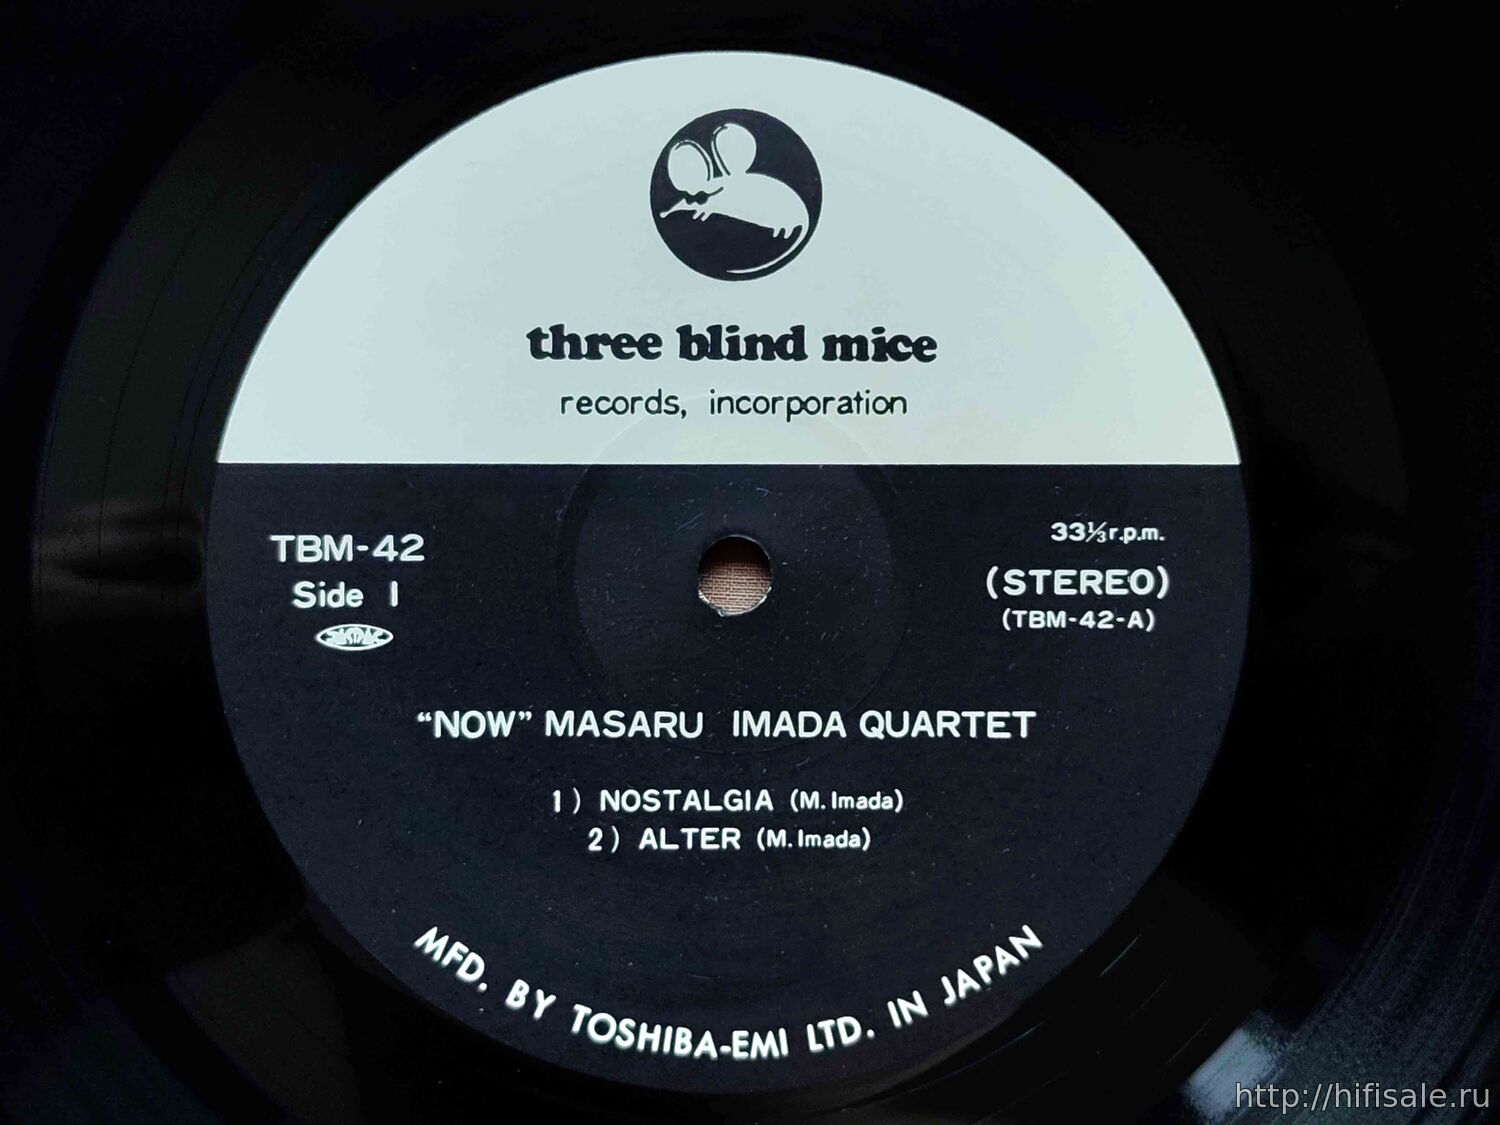 three blind mice
records, incorporation
TBM-42
Side 1
33⅓ r.p.m.
(STEREO)
(TBM-42-A)
“NOW” MASARU IMADA QUARTET
1) NOSTALGIA (M. Imada)
2) ALTER (M. Imada)
MFD. BY TOSHIBA-EMI LTD. IN JAPAN
http://hifisale.ru